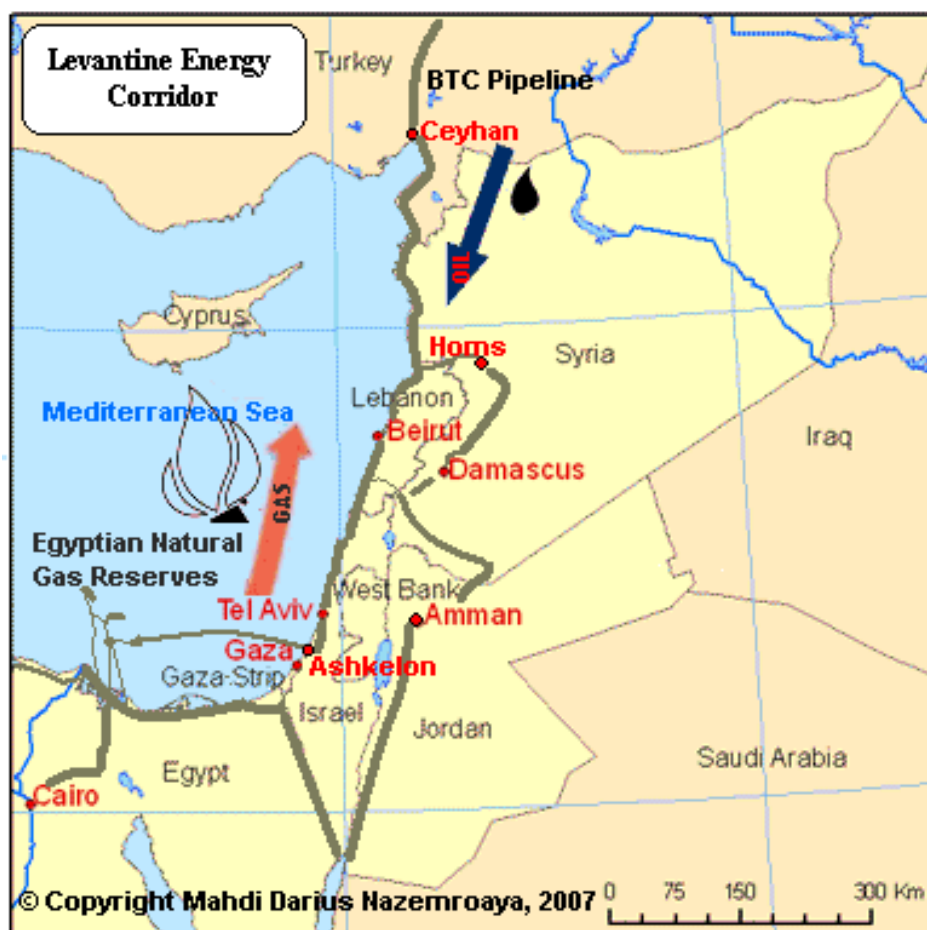 Levantine Energy
Corridor
Turkey
BTC Pipeline
Ceyhan
OIL
Cyprus
Homs
Syria
Lebanon
Mediterranean Sea
Beirut
Iraq
Damascus
GAS
Egyptian Natural
Gas Reserves
West Bank
Tel Aviv
Amman
Gaza
Ashkelon
Gaza-Strip
Israel
Jordan
Saudi Arabia
Egypt
Cairo
© Copyright Mahdi Darius Nazemroaya, 2007
0 75 150 300 Km